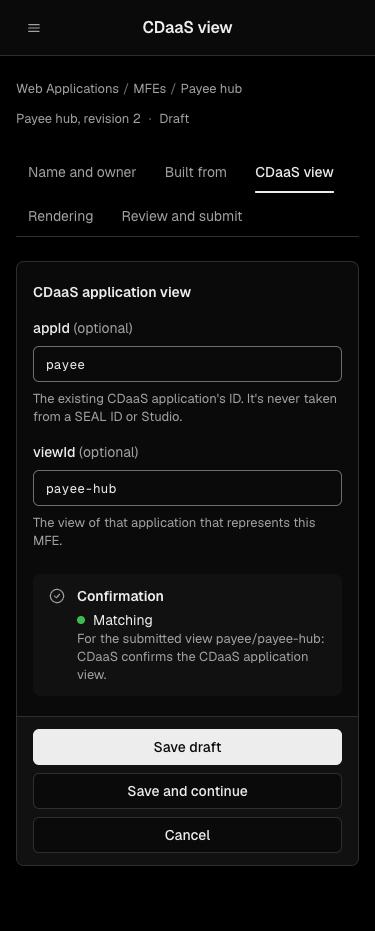 CDaaS view
Web Applications / MFEs / Payee hub
Payee hub, revision 2 · Draft
Name and owner Built from CDaaS view
Rendering Review and submit
CDaaS application view
appId (optional)
payee
The existing CDaaS application's ID. It's never taken
from a SEAL ID or Studio.
viewId (optional)
payee-hub
The view of that application that represents this
MFE.
Confirmation
Matching
For the submitted view payee/payee-hub:
CDaaS confirms the CDaaS application
view.
Save draft
Save and continue
Cancel